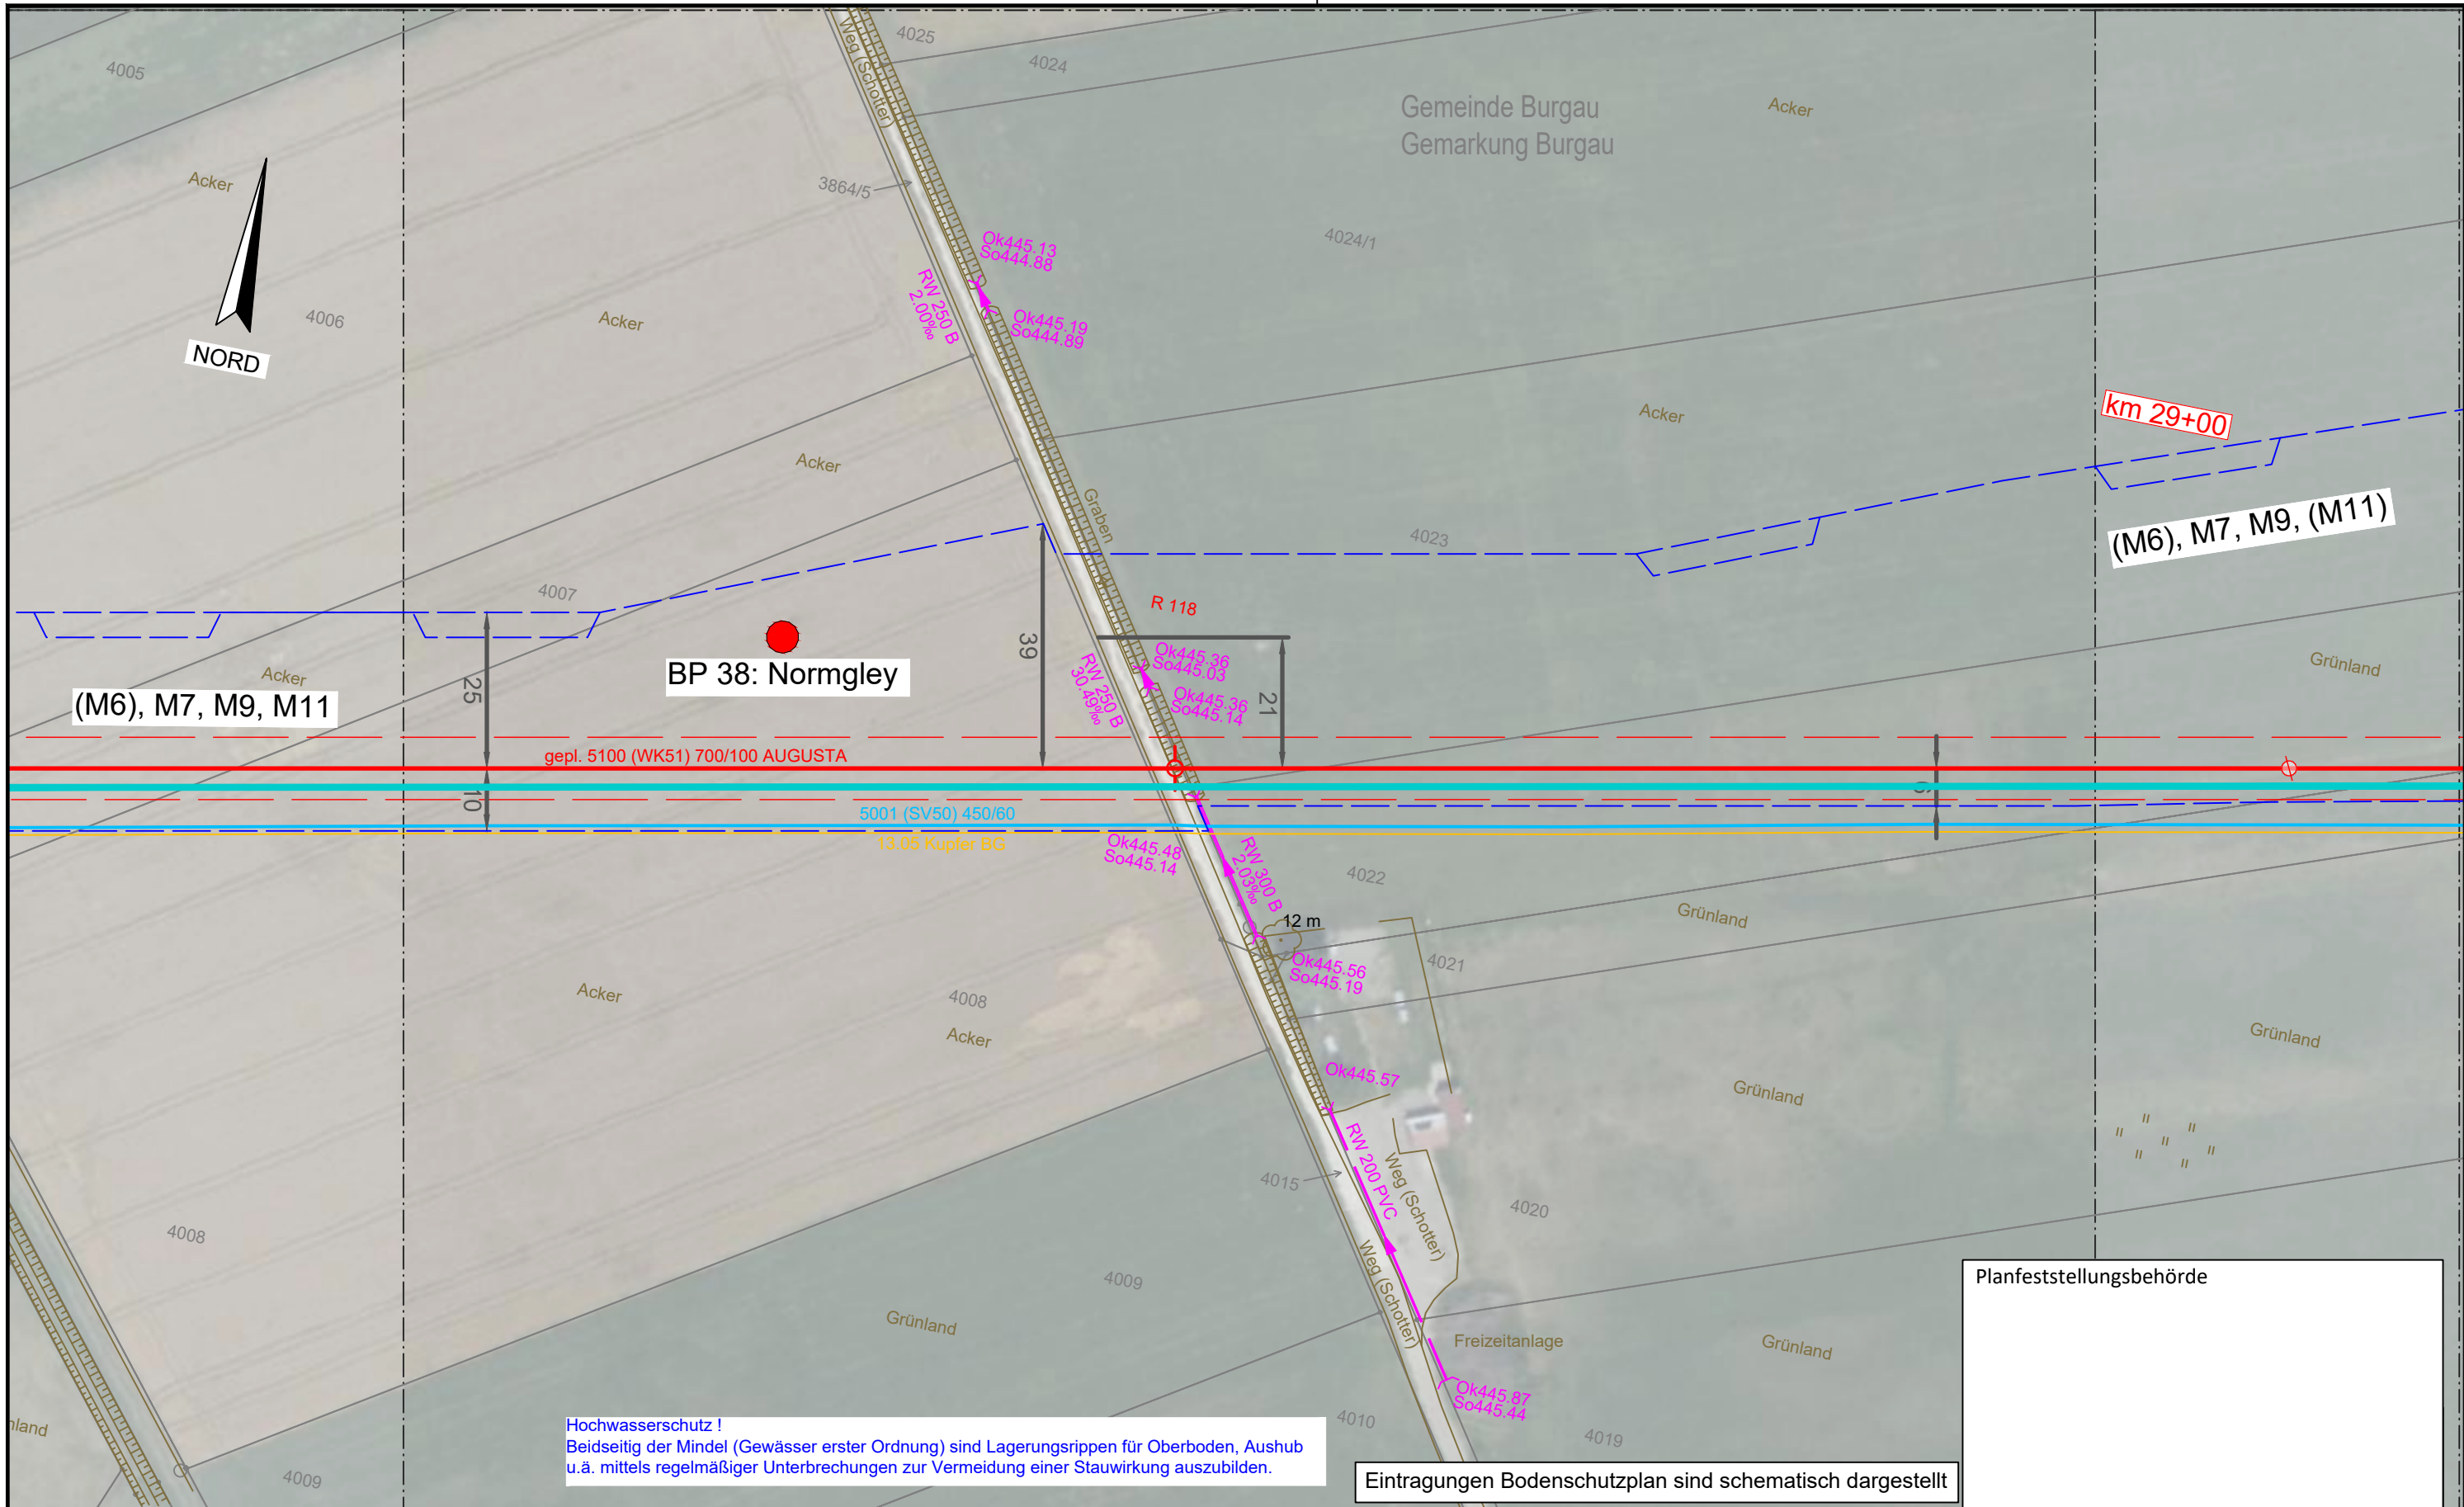 4025
4024
4005
Weg (Schotter)
Gemeinde Burgau
Gemarkung Burgau
Acker
Acker
3864/5
4024/1
Ok445.13
So444.88
RW 250 B
2.00‰
Ok445.19
So444.89
4006
Acker
NORD
Acker
km 29+00
Acker
Graben
4023
(M6), M7, M9, (M11)
4007
R 118
39
BP 38: Normgley
Ok445.36
So445.03
RW 250 B
30.49‰
Ok445.36
So445.14
21
Grünland
Acker
25
(M6), M7, M9, M11
gepl. 5100 (WK51) 700/100 AUGUSTA
10
5001 (SV50) 450/60
13.05 Kupfer BG
Ok445.48
So445.14
RW 300 B
2.03‰
4022
12 m
Grünland
Ok445.56
So445.19
4021
Acker
4008
Acker
Grünland
Ok445.57
Grünland
RW 200 PVC
Weg (Schotter)
4015
4020
4008
Weg (Schotter)
4009
Planfeststellungsbehörde
Grünland
Freizeitanlage
Grünland
Ok445.87
So445.44
4010
4019
nland
4009
Hochwasserschutz !
Beidseitig der Mindel (Gewässer erster Ordnung) sind Lagerungsrippen für Oberboden, Aushub
u.ä. mittels regelmäßiger Unterbrechungen zur Vermeidung einer Stauwirkung auszubilden.
Eintragungen Bodenschutzplan sind schematisch dargestellt